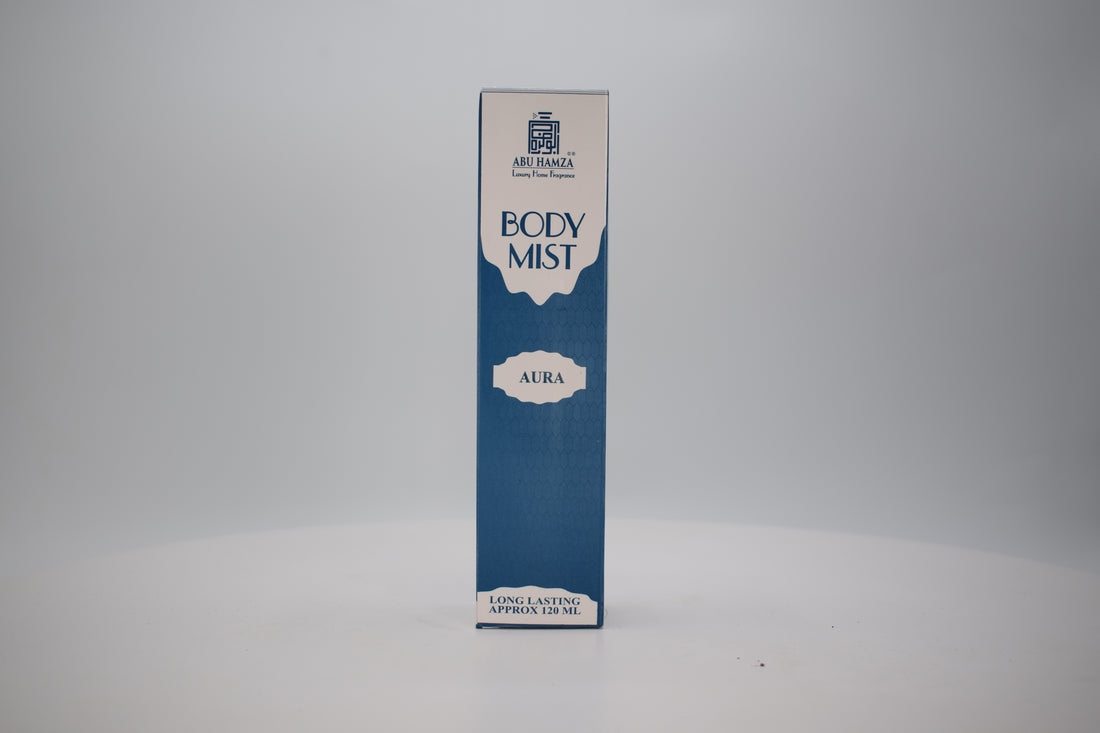 ABU HAMZA
Luxury Home Fragrance
BODY
MIST
AURA
LONG LASTING
APPROX 120 ML